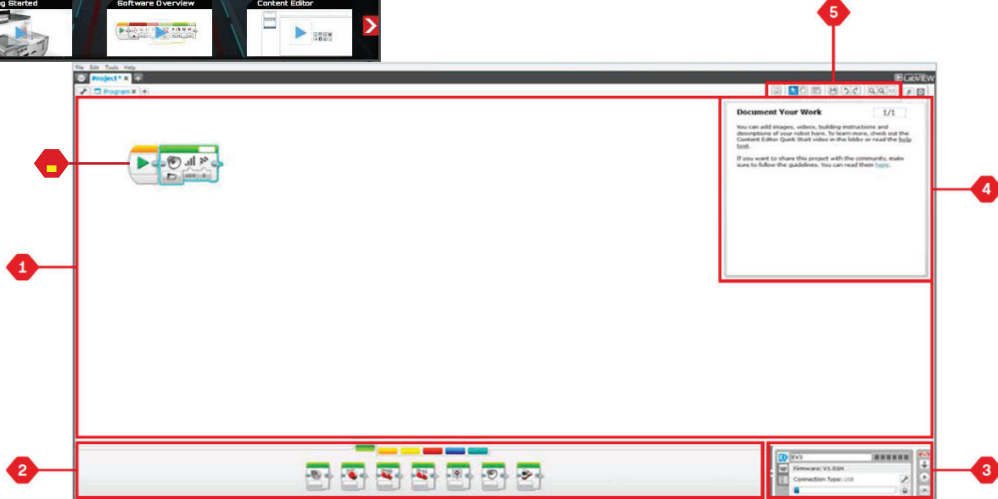 g Started
Software Overview
Content Editor
5
File Edit Tools Help
Project* x +
LabVIEW
Program x +
Document Your Work
1/1
You can add images, videos, building instructions and
descriptions of your robot here. To learn more, check out the
Content Editor Quick Start video in the lobby or read the help
text.
If you want to share this project with the community, make
sure to follow the guidelines. You can read them here.
4
1
2
EV3
EV3
Firmware: V1.01H
Connection Type: USB
3